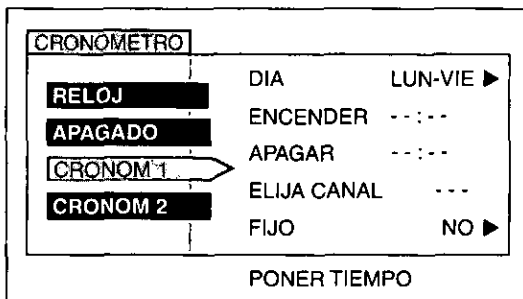 CRONOMETRO
RELOJ
APAGADO
CRONOM 1
CRONOM 2
DIA LUN-VIE ▶
ENCENDER - - : - -
APAGAR - - : - -
ELIJA CANAL - - -
FIJO NO ▶
PONER TIEMPO